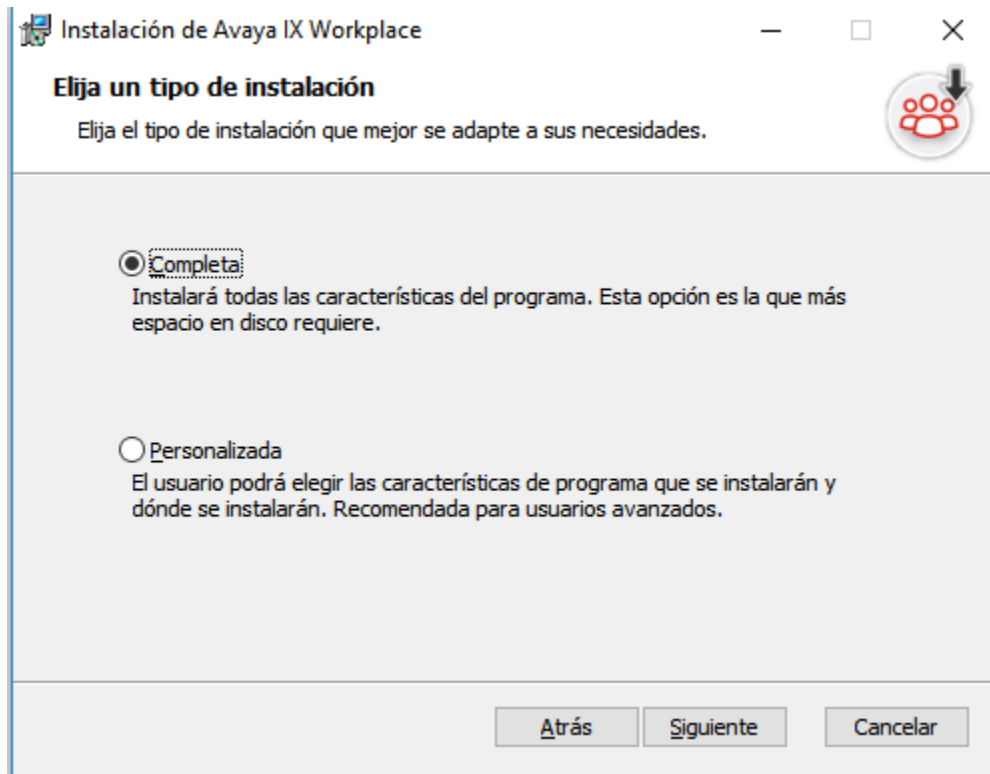 Instalación de Avaya IX Workplace
Elija un tipo de instalación
Elija el tipo de instalación que mejor se adapte a sus necesidades.
Completa
Instalará todas las características del programa. Esta opción es la que más
espacio en disco requiere.
Personalizada
El usuario podrá elegir las características de programa que se instalarán y
dónde se instalarán. Recomendada para usuarios avanzados.
Atrás Siguiente Cancelar